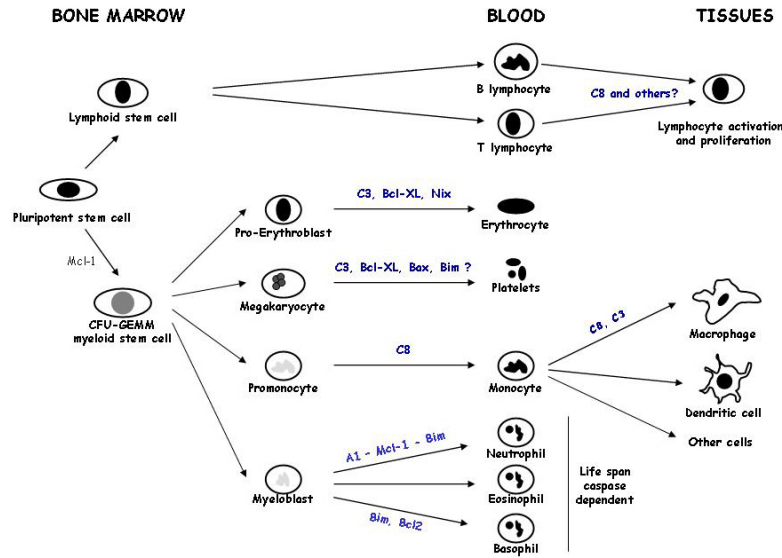 BONE MARROW
BLOOD
TISSUES
B lymphocyte
C8 and others?
Lymphoid stem cell
T lymphocyte
Lymphocyte activation
and proliferation
Pluripotent stem cell
C3, Bcl-XL, Nix
Pro-Erythroblast
Erythrocyte
Mcl-1
C3, Bcl-XL, Bax, Bim ?
Megakaryocyte
Platelets
CFU-GEMM
myeloid stem cell
C8, C3
Macrophage
C8
Promonocyte
Monocyte
Dendritic cell
Other cells
A1 - Mcl-1 - Bim
Neutrophil
Myeloblast
Eosinophil
Life span
caspase
dependent
Bim, Bcl2
Basophil